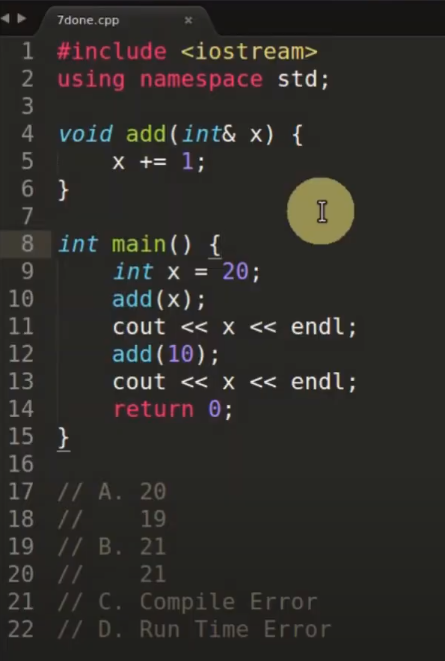 7done.cpp ×
1 #include <iostream>
2 using namespace std;
3
4 void add(int& x) {
5     x += 1;
6 }
7
8 int main() {
9     int x = 20;
10     add(x);
11     cout << x << endl;
12     add(10);
13     cout << x << endl;
14     return 0;
15 }
16
17 // A. 20
18 //    19
19 // B. 21
20 //    21
21 // C. Compile Error
22 // D. Run Time Error